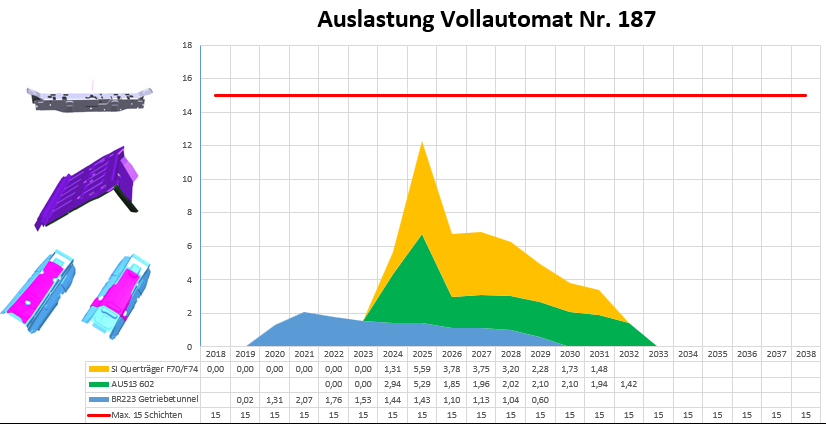 Auslastung Vollautomat Nr. 187
18
16
14
12
10
8
6
4
2
0
2018 2019 2020 2021 2022 2023 2024 2025 2026 2027 2028 2029 2030 2031 2032 2033 2034 2035 2036 2037 2038
SI Querträger F70/F74 0,00 0,00 0,00 0,00 0,00 0,00 1,31 5,59 3,78 3,75 3,20 2,28 1,73 1,48
AU513 602 0,00 0,00 2,94 5,29 1,85 1,96 2,02 2,10 2,10 1,94 1,42
BR223 Getriebetunnel 0,02 1,31 2,07 1,76 1,53 1,44 1,43 1,10 1,13 1,04 0,60
Max. 15 Schichten 15 15 15 15 15 15 15 15 15 15 15 15 15 15 15 15 15 15 15 15 15